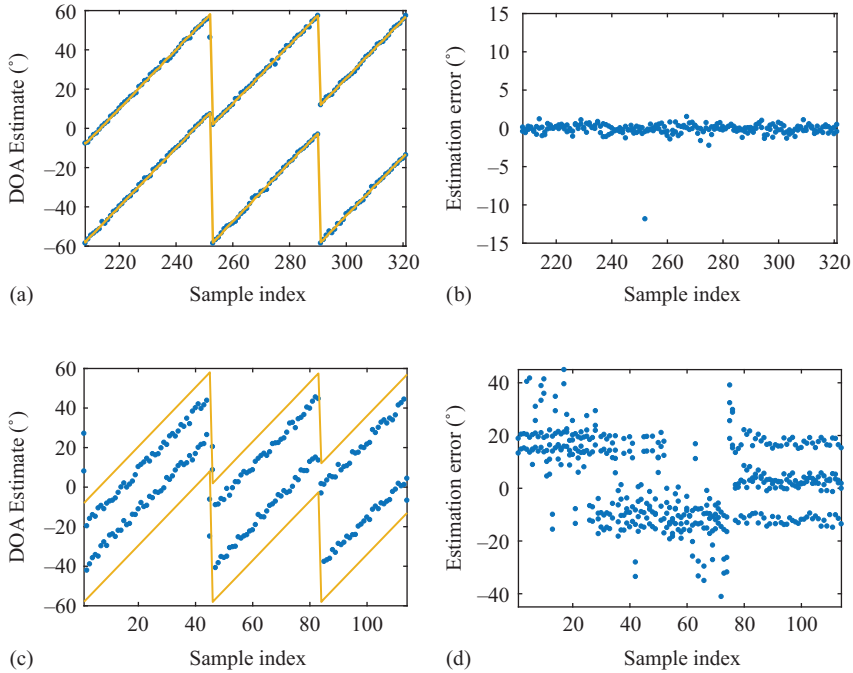 60
40
20
0
−20
−40
−60
DOA Estimate (˚)
220 240 260 280 300 320
(a) Sample index
15
10
5
0
−5
−10
−15
Estimation error (˚)
220 240 260 280 300 320
(b) Sample index
60
40
20
0
−20
−40
−60
DOA Estimate (˚)
20 40 60 80 100
(c) Sample index
40
20
0
−20
−40
Estimation error (˚)
20 40 60 80 100
(d) Sample index